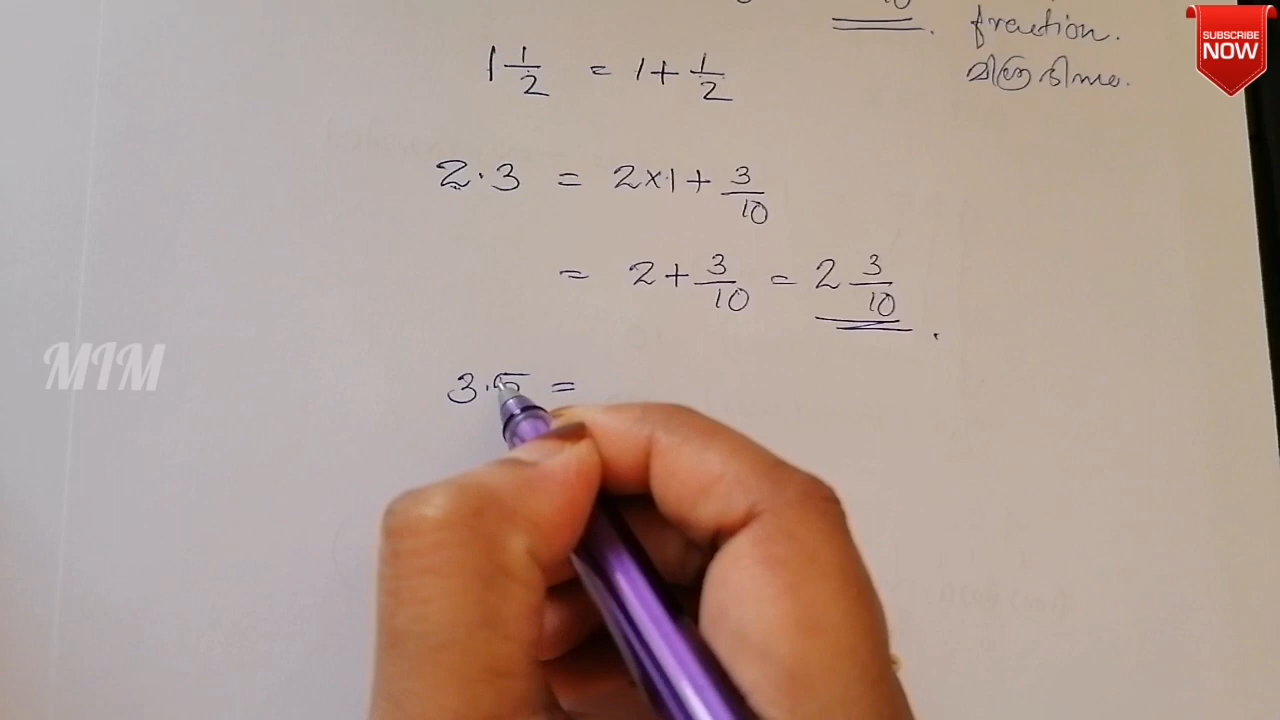 fraction.
മിശ്രഭിന്നം.
SUBSCRIBE
NOW
1 1/2 = 1 + 1/2
2.3 = 2×1 + 3/10
= 2 + 3/10 = 2 3/10.
MIM
3.5 =